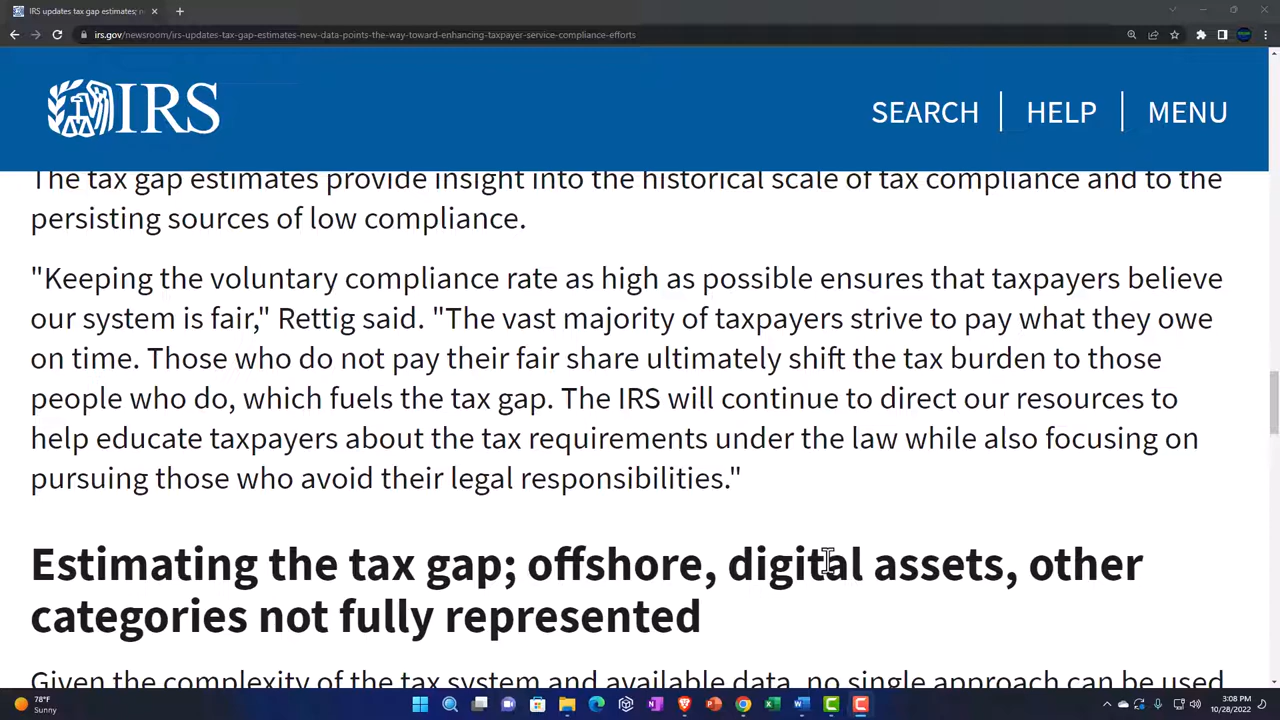 IRS updates tax gap estimates; n
irs.gov/newsroom/irs-updates-tax-gap-estimates-new-data-points-the-way-toward-enhancing-taxpayer-service-compliance-efforts
IRS
SEARCH
HELP
MENU
The tax gap estimates provide insight into the historical scale of tax compliance and to the
persisting sources of low compliance.
"Keeping the voluntary compliance rate as high as possible ensures that taxpayers believe
our system is fair," Rettig said. "The vast majority of taxpayers strive to pay what they owe
on time. Those who do not pay their fair share ultimately shift the tax burden to those
people who do, which fuels the tax gap. The IRS will continue to direct our resources to
help educate taxpayers about the tax requirements under the law while also focusing on
pursuing those who avoid their legal responsibilities."
Estimating the tax gap; offshore, digital assets, other
categories not fully represented
Given the complexity of the tax system and available data, no single approach can be used
78°F
Sunny
3:08 PM
10/28/2022